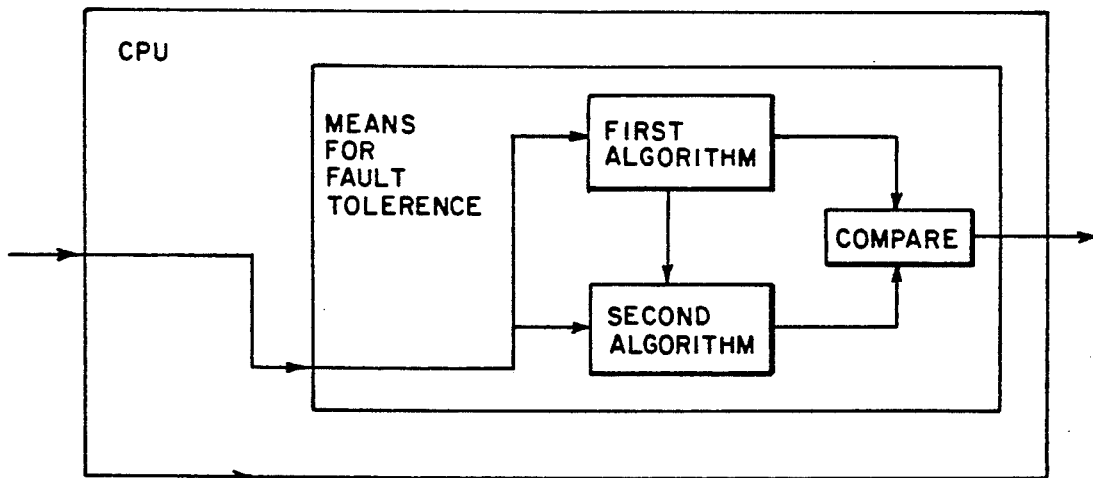 CPU
MEANS
FOR
FAULT
TOLERENCE
FIRST
ALGORITHM
COMPARE
SECOND
ALGORITHM